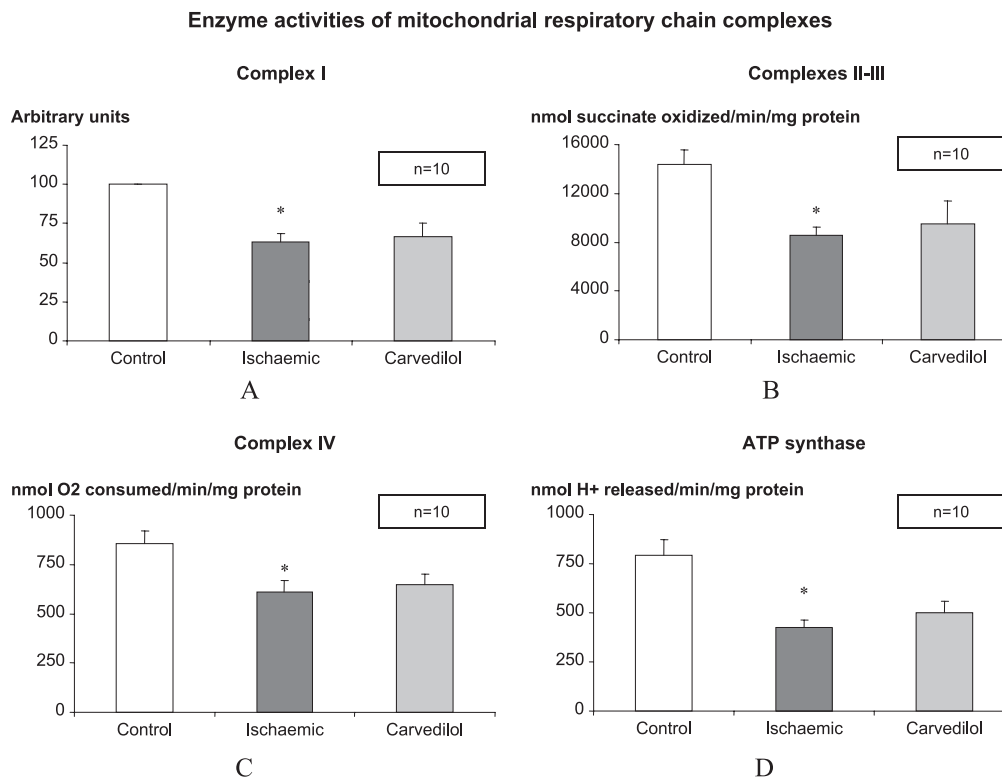 Enzyme activities of mitochondrial respiratory chain complexes
Complex I
Arbitrary units
125
100
75
50
25
0
n=10
*
Control
Ischaemic
Carvedilol
A
Complexes II-III
nmol succinate oxidized/min/mg protein
16000
12000
8000
4000
0
n=10
*
Control
Ischaemic
Carvedilol
B
Complex IV
nmol O2 consumed/min/mg protein
1000
750
500
250
0
n=10
*
Control
Ischaemic
Carvedilol
C
ATP synthase
nmol H+ released/min/mg protein
1000
750
500
250
0
n=10
*
Control
Ischaemic
Carvedilol
D